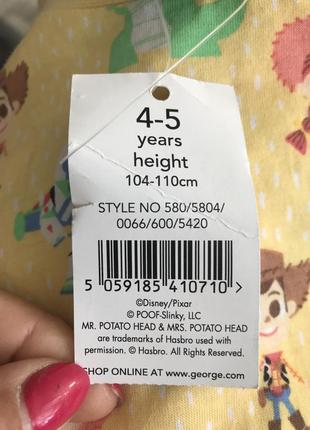 4-5
years
height
104-110cm
STYLE NO 580/5804/
0066/600/5420
5 059185 410710 >
©Disney/Pixar
© POOF-Slinky, LLC
MR. POTATO HEAD & MRS. POTATO HEAD
are trademarks of Hasbro used with
permission. © Hasbro. All Rights Reserved.
SHOP ONLINE AT www.george.com